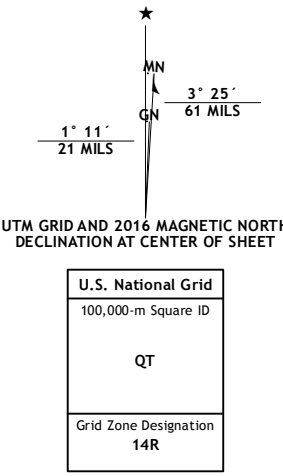 ★
MN
3° 25´
61 MILS
GN
1° 11´
21 MILS
UTM GRID AND 2016 MAGNETIC NORTH
DECLINATION AT CENTER OF SHEET
U.S. National Grid
100,000-m Square ID
QT
Grid Zone Designation
14R